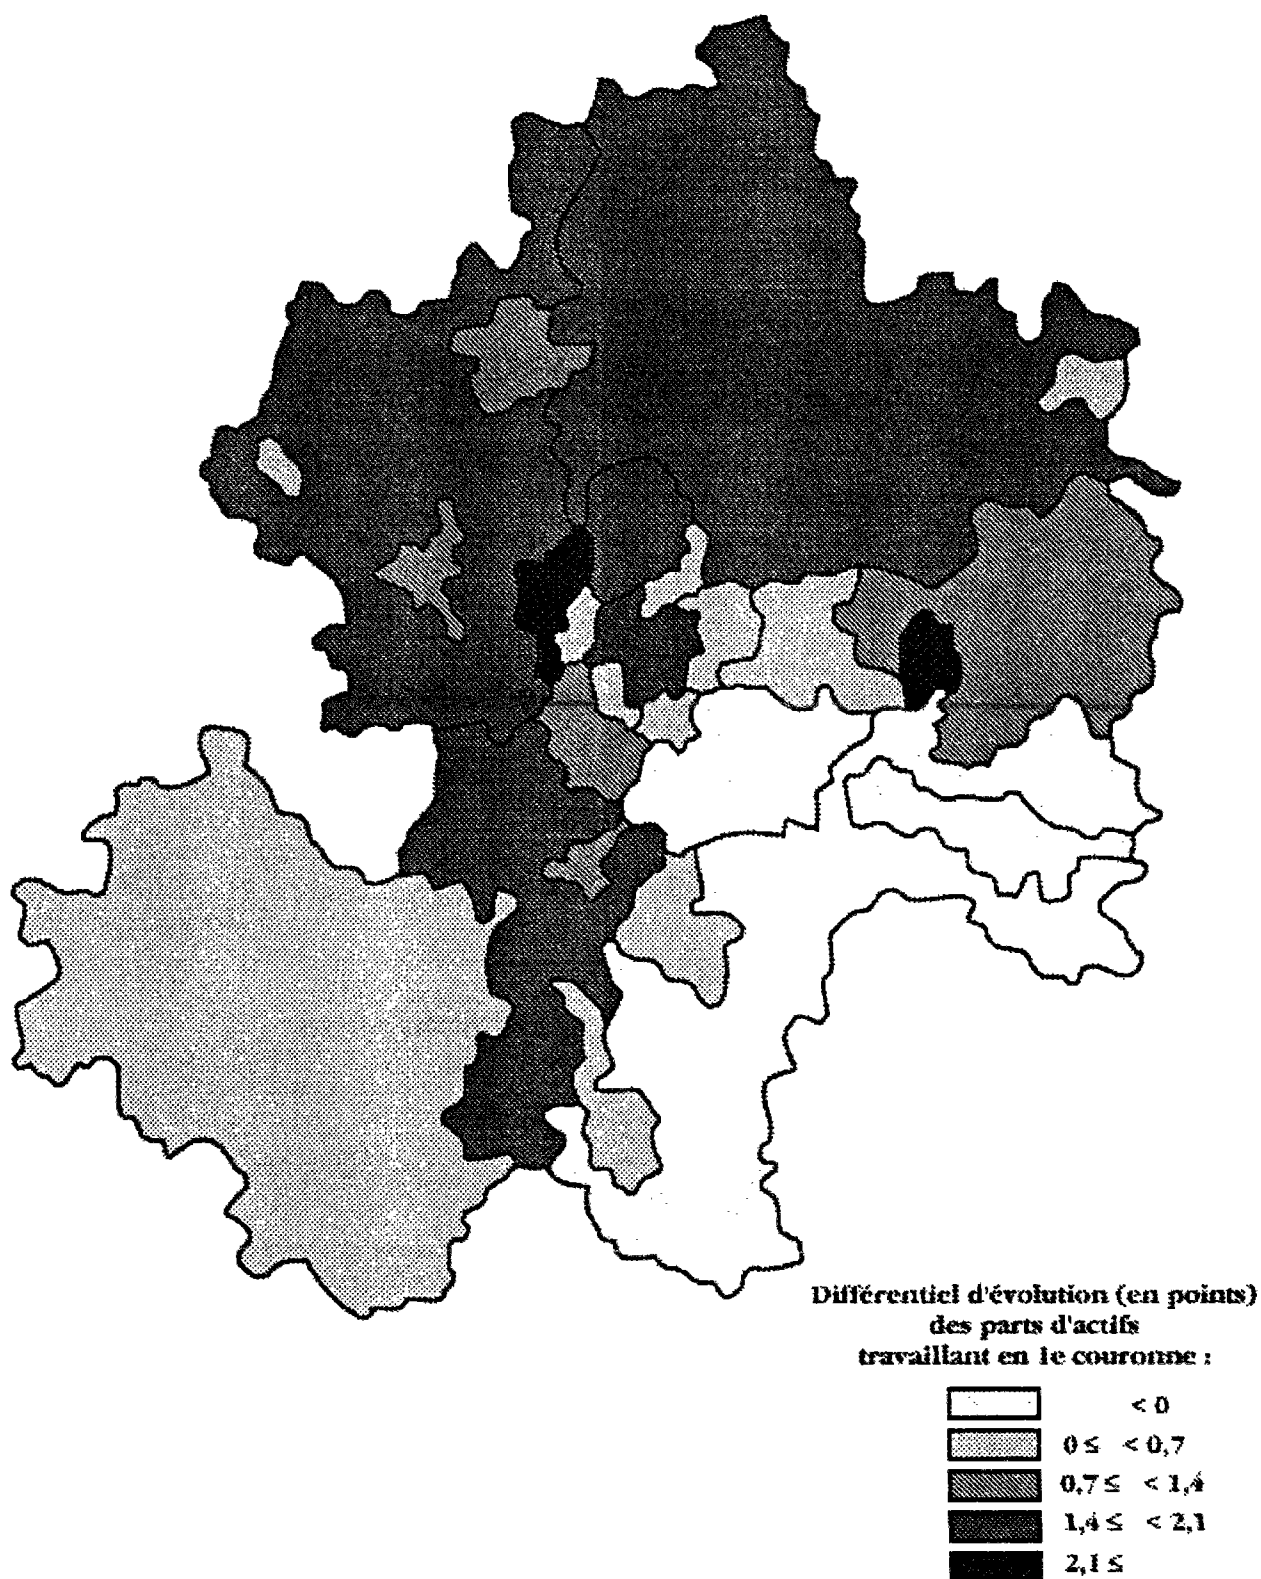 Différentiel d'évolution (en points)
des parts d'actifs
travaillant en 1e couronne :
< 0
0 ≤ < 0,7
0,7 ≤ < 1,4
1,4 ≤ < 2,1
2,1 ≤